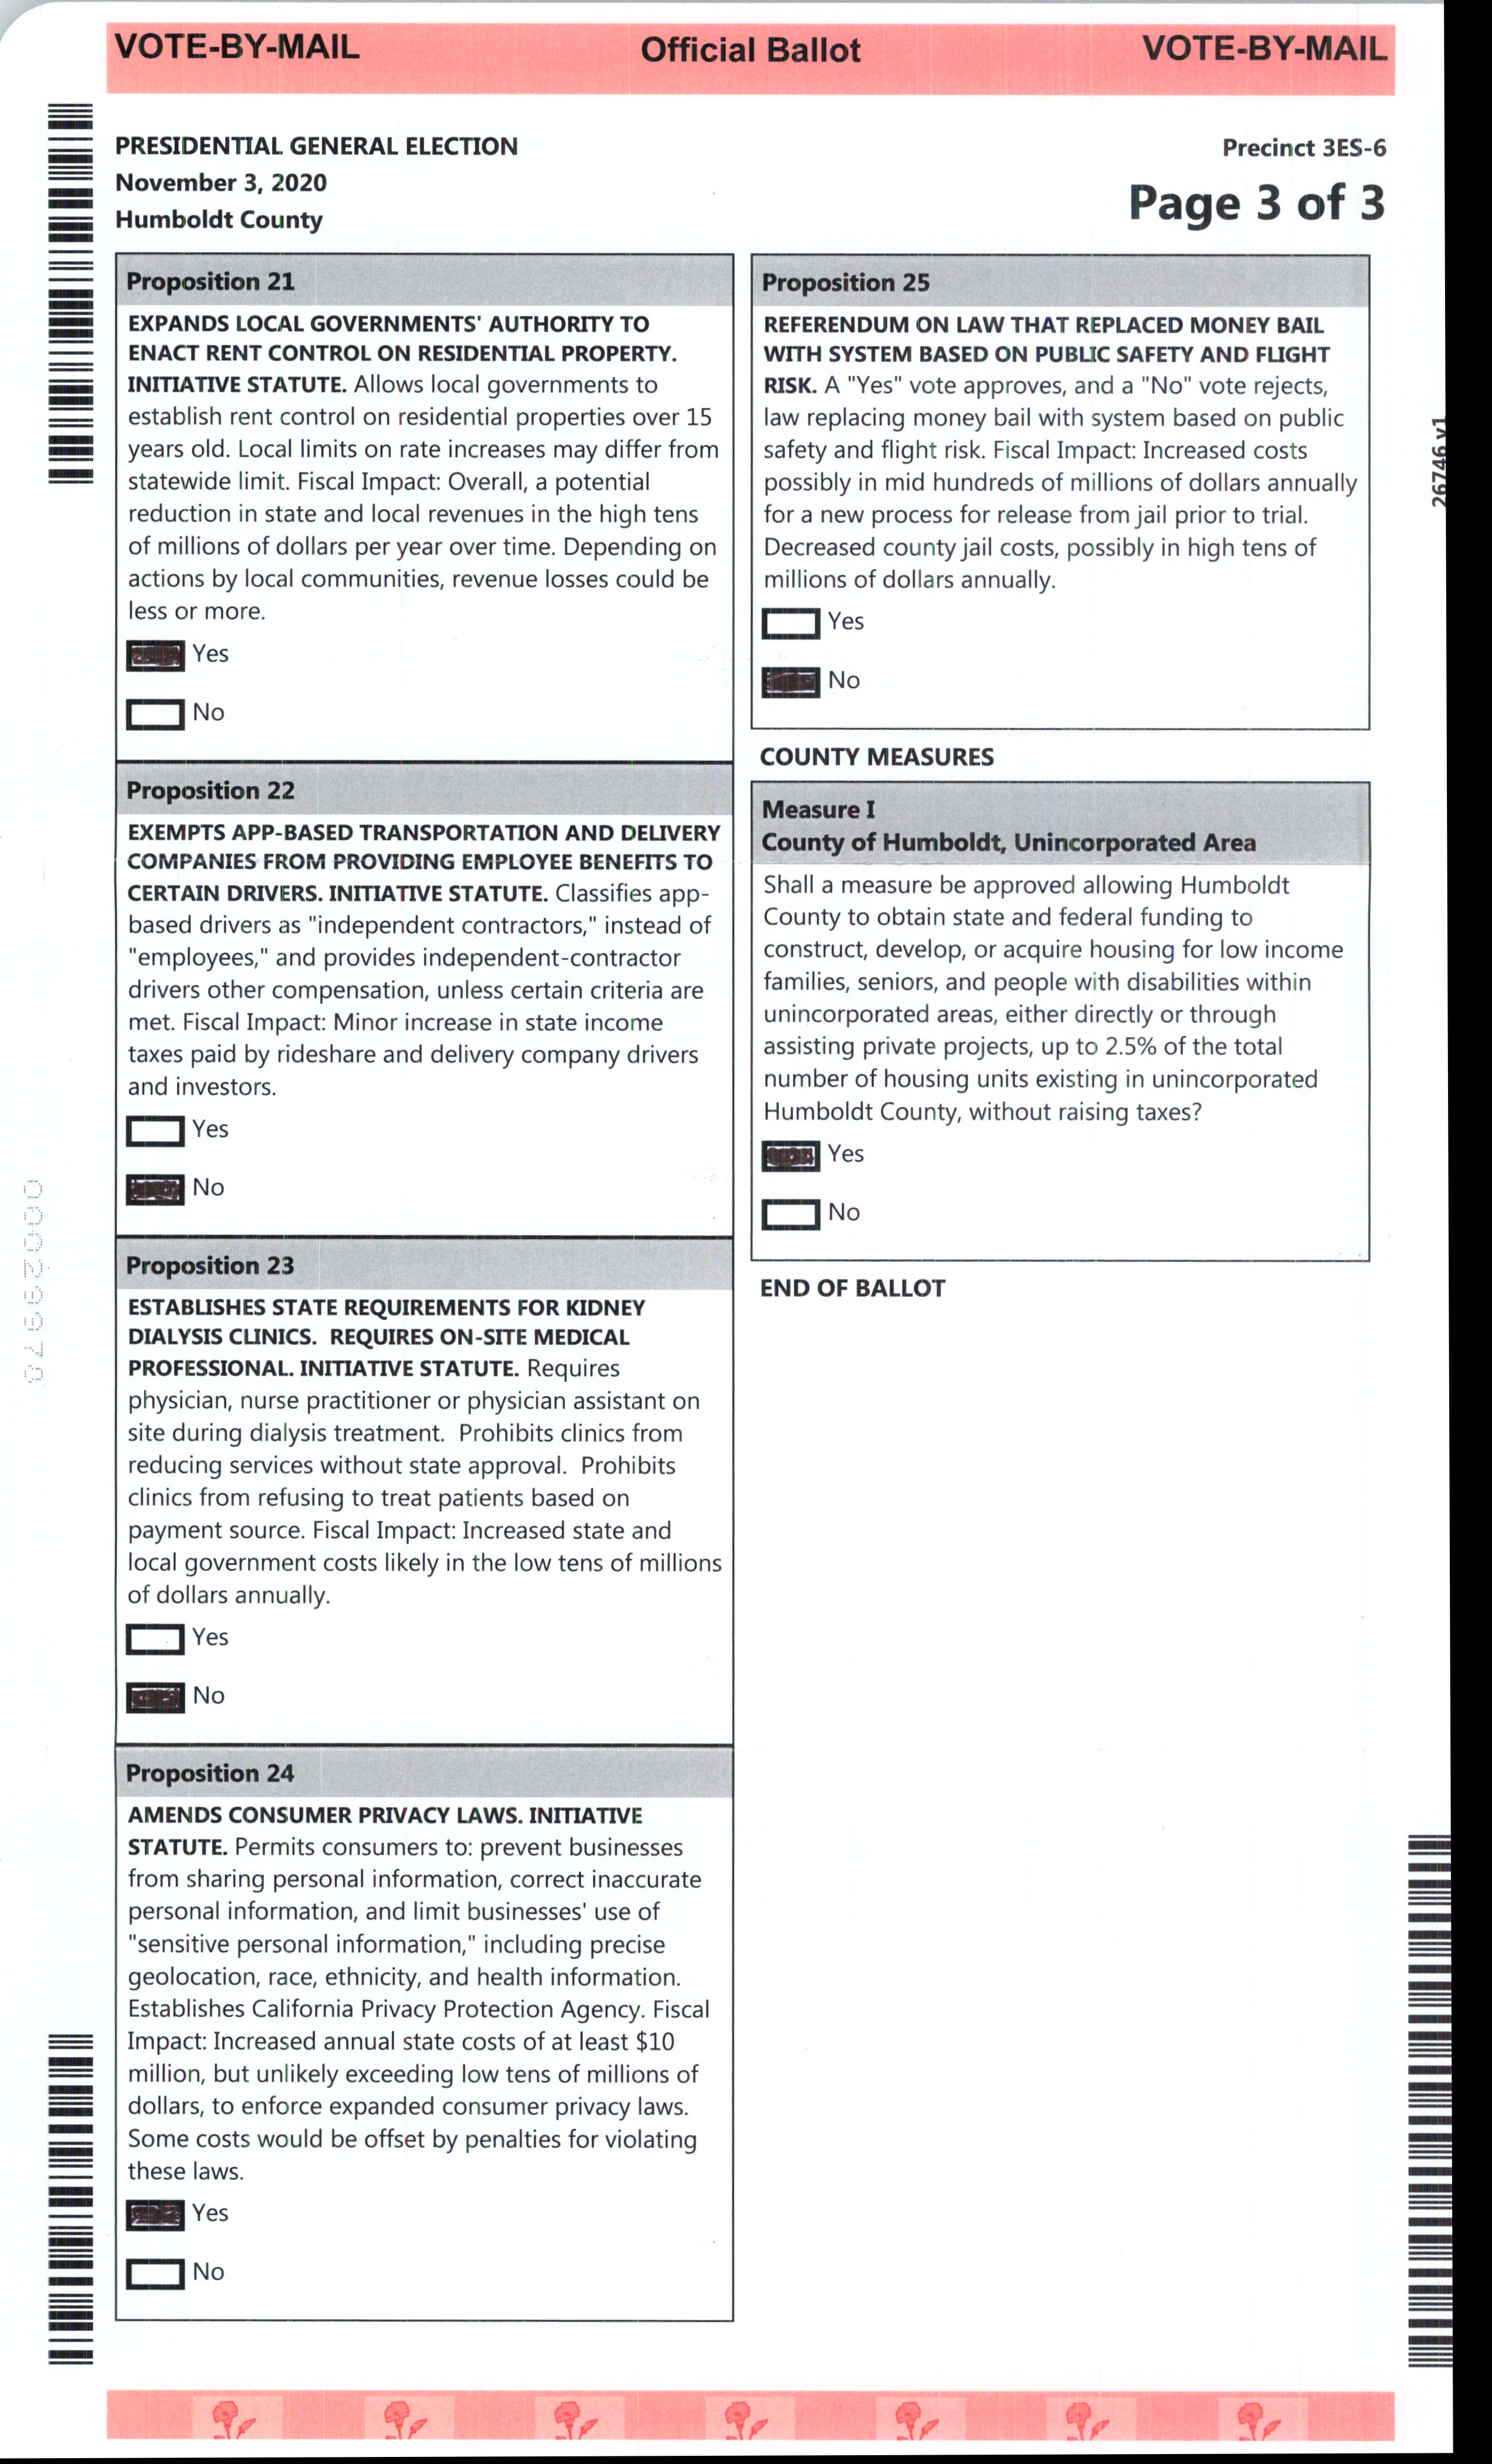 VOTE-BY-MAIL Official Ballot VOTE-BY-MAIL
PRESIDENTIAL GENERAL ELECTION
November 3, 2020
Humboldt County
Precinct 3ES-6
Page 3 of 3
Proposition 21
EXPANDS LOCAL GOVERNMENTS' AUTHORITY TO
ENACT RENT CONTROL ON RESIDENTIAL PROPERTY.
INITIATIVE STATUTE. Allows local governments to
establish rent control on residential properties over 15
years old. Local limits on rate increases may differ from
statewide limit. Fiscal Impact: Overall, a potential
reduction in state and local revenues in the high tens
of millions of dollars per year over time. Depending on
actions by local communities, revenue losses could be
less or more.
Yes
No
Proposition 22
EXEMPTS APP-BASED TRANSPORTATION AND DELIVERY
COMPANIES FROM PROVIDING EMPLOYEE BENEFITS TO
CERTAIN DRIVERS. INITIATIVE STATUTE. Classifies app-
based drivers as "independent contractors," instead of
"employees," and provides independent-contractor
drivers other compensation, unless certain criteria are
met. Fiscal Impact: Minor increase in state income
taxes paid by rideshare and delivery company drivers
and investors.
Yes
No
Proposition 23
ESTABLISHES STATE REQUIREMENTS FOR KIDNEY
DIALYSIS CLINICS. REQUIRES ON-SITE MEDICAL
PROFESSIONAL. INITIATIVE STATUTE. Requires
physician, nurse practitioner or physician assistant on
site during dialysis treatment. Prohibits clinics from
reducing services without state approval. Prohibits
clinics from refusing to treat patients based on
payment source. Fiscal Impact: Increased state and
local government costs likely in the low tens of millions
of dollars annually.
Yes
No
Proposition 24
AMENDS CONSUMER PRIVACY LAWS. INITIATIVE
STATUTE. Permits consumers to: prevent businesses
from sharing personal information, correct inaccurate
personal information, and limit businesses' use of
"sensitive personal information," including precise
geolocation, race, ethnicity, and health information.
Establishes California Privacy Protection Agency. Fiscal
Impact: Increased annual state costs of at least $10
million, but unlikely exceeding low tens of millions of
dollars, to enforce expanded consumer privacy laws.
Some costs would be offset by penalties for violating
these laws.
Yes
No
Proposition 25
REFERENDUM ON LAW THAT REPLACED MONEY BAIL
WITH SYSTEM BASED ON PUBLIC SAFETY AND FLIGHT
RISK. A "Yes" vote approves, and a "No" vote rejects,
law replacing money bail with system based on public
safety and flight risk. Fiscal Impact: Increased costs
possibly in mid hundreds of millions of dollars annually
for a new process for release from jail prior to trial.
Decreased county jail costs, possibly in high tens of
millions of dollars annually.
Yes
No
COUNTY MEASURES
Measure I
County of Humboldt, Unincorporated Area
Shall a measure be approved allowing Humboldt
County to obtain state and federal funding to
construct, develop, or acquire housing for low income
families, seniors, and people with disabilities within
unincorporated areas, either directly or through
assisting private projects, up to 2.5% of the total
number of housing units existing in unincorporated
Humboldt County, without raising taxes?
Yes
No
END OF BALLOT
26746 v1